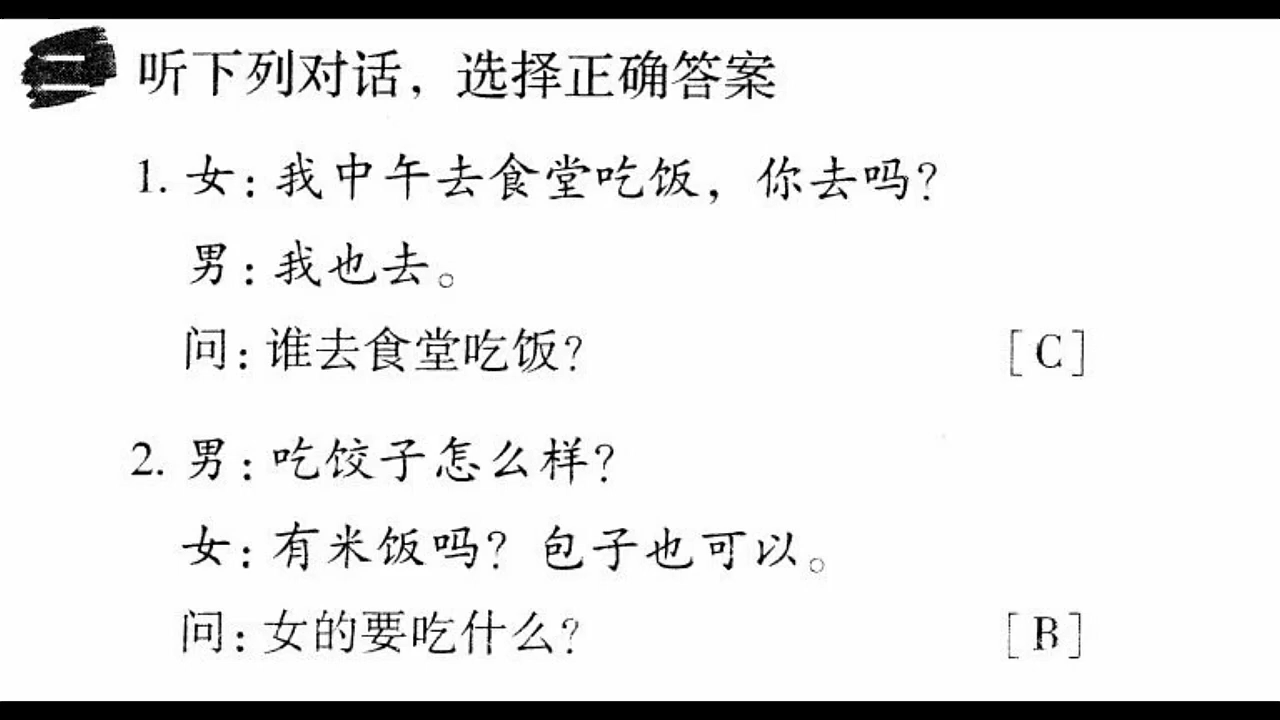 二 听下列对话，选择正确答案
1. 女：我中午去食堂吃饭，你去吗？
男：我也去。
问：谁去食堂吃饭？ [ C ]
2. 男：吃饺子怎么样？
女：有米饭吗？包子也可以。
问：女的要吃什么？ [ B ]